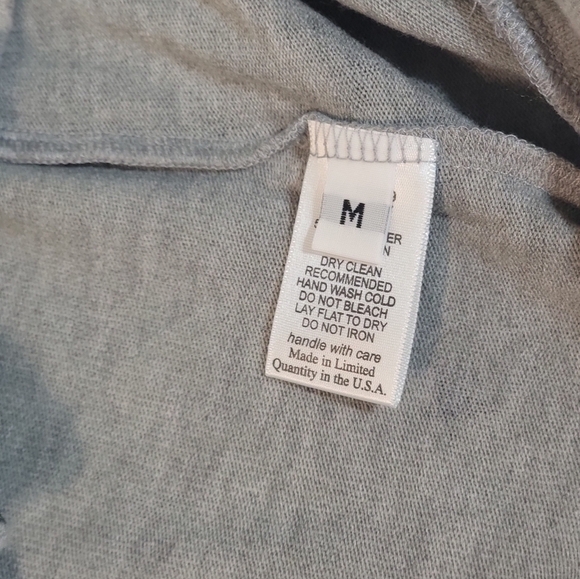 M
DRY CLEAN
RECOMMENDED
HAND WASH COLD
DO NOT BLEACH
LAY FLAT TO DRY
DO NOT IRON
handle with care
Made in Limited
Quantity in the U.S.A.